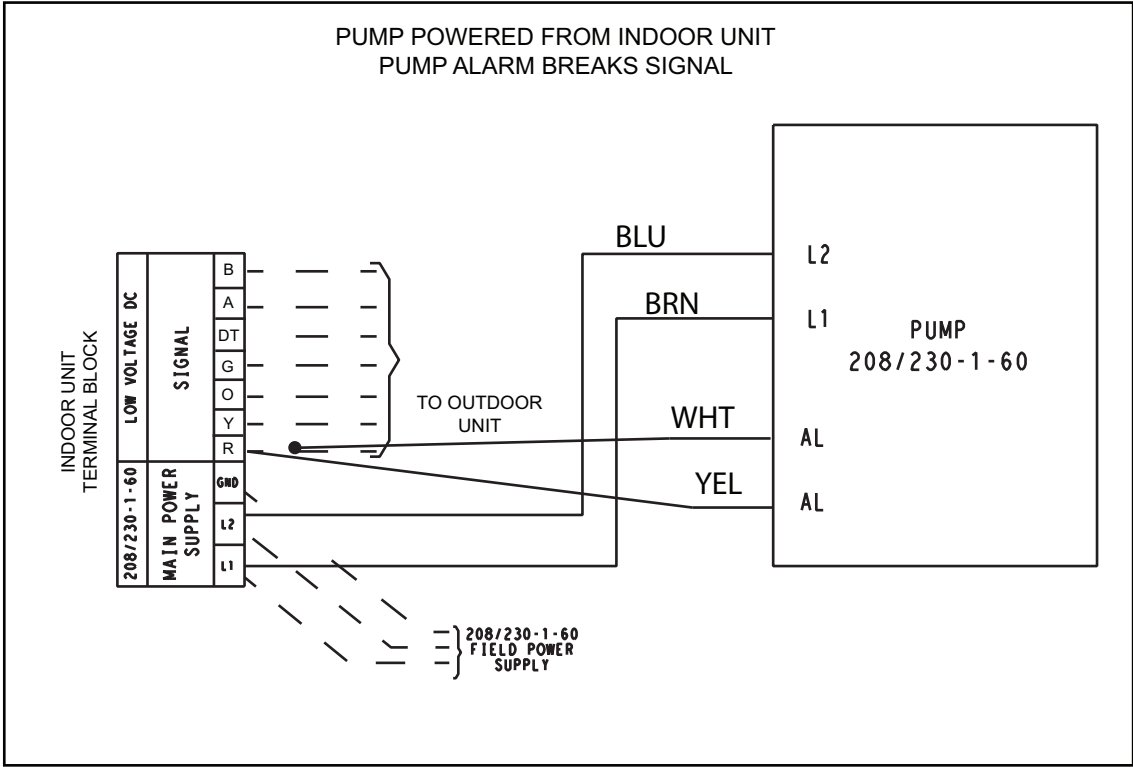 PUMP POWERED FROM INDOOR UNIT
PUMP ALARM BREAKS SIGNAL
INDOOR UNIT
TERMINAL BLOCK
LOW VOLTAGE DC
SIGNAL
B
A
DT
G
O
Y
R
208/230-1-60
MAIN POWER
SUPPLY
GND
L2
L1
TO OUTDOOR
UNIT
208/230-1-60
FIELD POWER
SUPPLY
BLU
BRN
WHT
YEL
L2
L1
PUMP
208/230-1-60
AL
AL